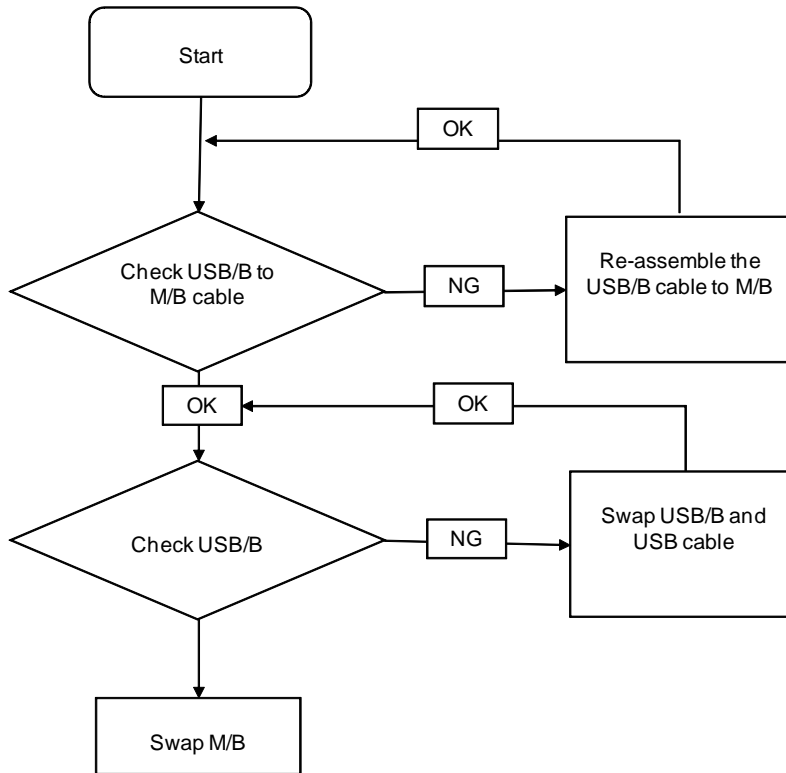 Start
OK
Check USB/B to
M/B cable
NG
Re-assemble the
USB/B cable to M/B
OK
OK
Check USB/B
NG
Swap USB/B and
USB cable
Swap M/B